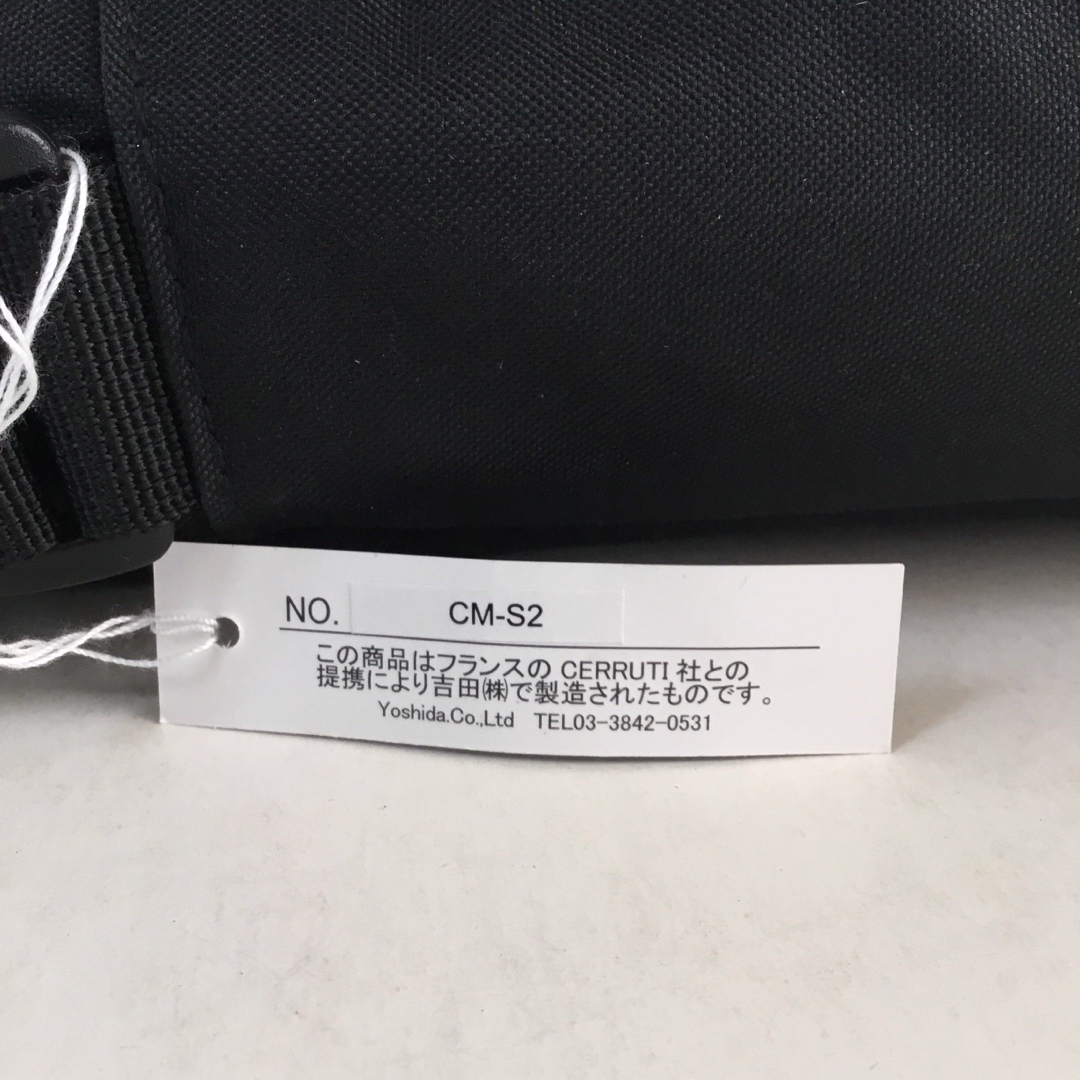 NO. CM-S2
この商品はフランスの CERRUTI 社との
提携により吉田㈱で製造されたものです。
Yoshida.Co.,Ltd TEL03-3842-0531